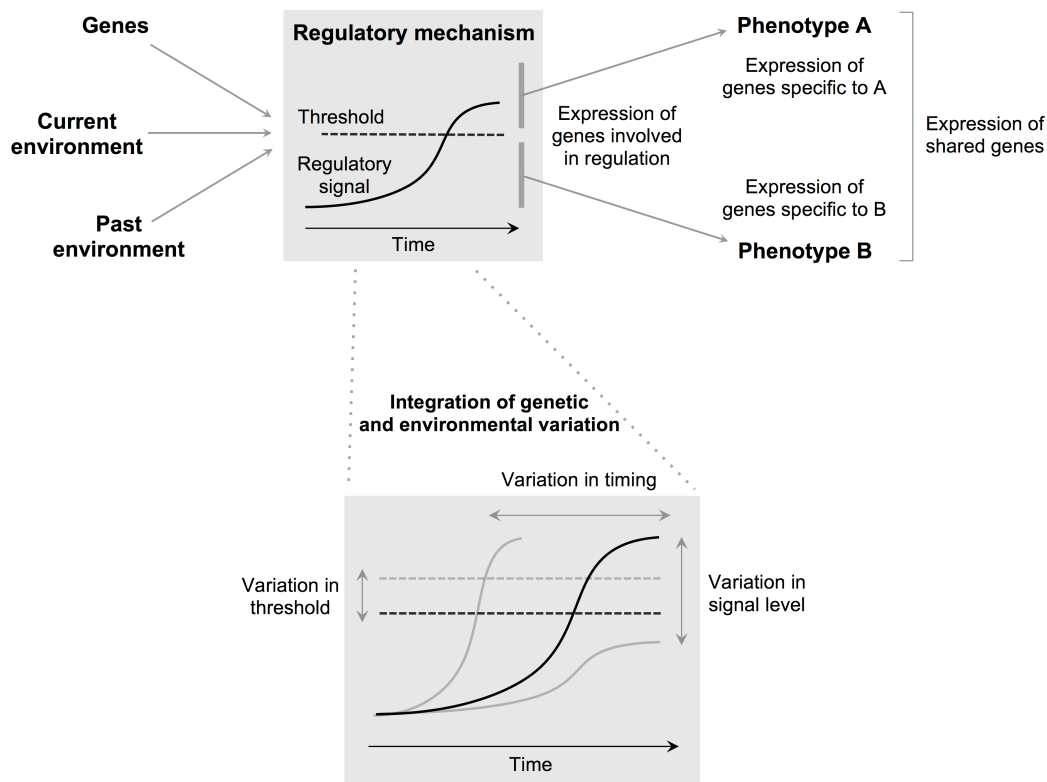 Genes
Current
environment
Past
environment
Regulatory mechanism
Threshold
Regulatory
signal
Time
Expression of
genes involved
in regulation
Phenotype A
Expression of
genes specific to A
Expression of
genes specific to B
Phenotype B
Expression of
shared genes
Integration of genetic
and environmental variation
Variation in timing
Variation in
threshold
Variation in
signal level
Time